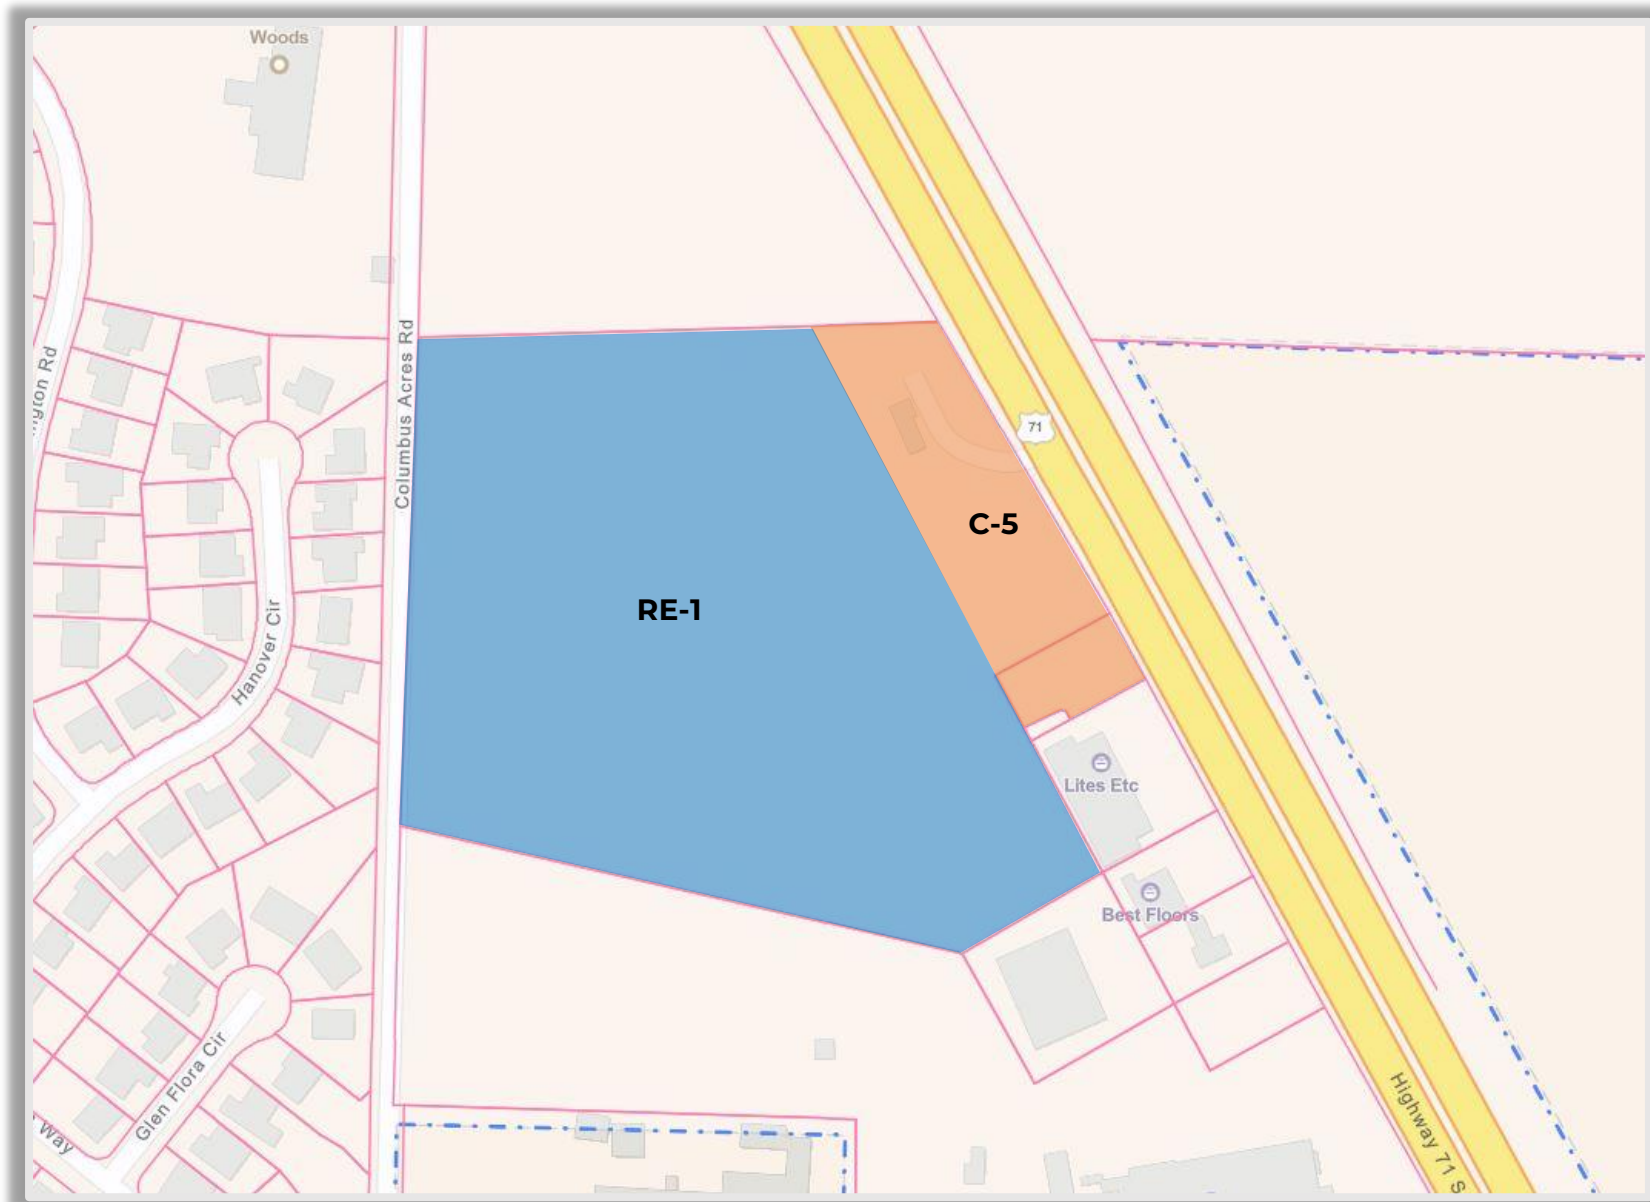 Woods
Columbus Acres Rd
71
C-5
RE-1
Hanover Cir
Lites Etc
Best Floors
Glen Flora Cir
Way
Highway 71 S